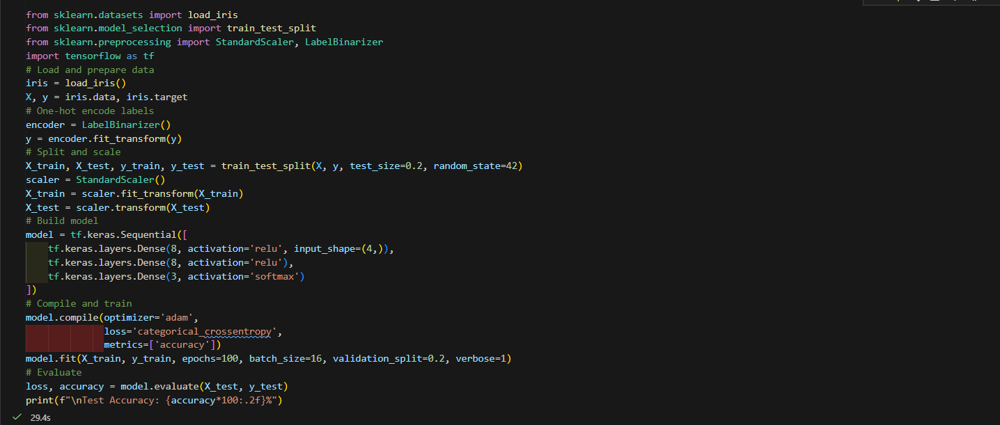 from sklearn.datasets import load_iris
from sklearn.model_selection import train_test_split
from sklearn.preprocessing import StandardScaler, LabelBinarizer
import tensorflow as tf
# Load and prepare data
iris = load_iris()
X, y = iris.data, iris.target
# One-hot encode labels
encoder = LabelBinarizer()
y = encoder.fit_transform(y)
# Split and scale
X_train, X_test, y_train, y_test = train_test_split(X, y, test_size=0.2, random_state=42)
scaler = StandardScaler()
X_train = scaler.fit_transform(X_train)
X_test = scaler.transform(X_test)
# Build model
model = tf.keras.Sequential([
    tf.keras.layers.Dense(8, activation='relu', input_shape=(4,)),
    tf.keras.layers.Dense(8, activation='relu'),
    tf.keras.layers.Dense(3, activation='softmax')
])
# Compile and train
model.compile(optimizer='adam',
              loss='categorical_crossentropy',
              metrics=['accuracy'])
model.fit(X_train, y_train, epochs=100, batch_size=16, validation_split=0.2, verbose=1)
# Evaluate
loss, accuracy = model.evaluate(X_test, y_test)
print(f"\nTest Accuracy: {accuracy*100:.2f}%")
29.4s